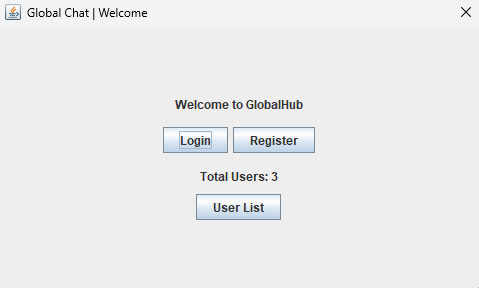 Global Chat | Welcome
Welcome to GlobalHub
Login Register
Total Users: 3
User List